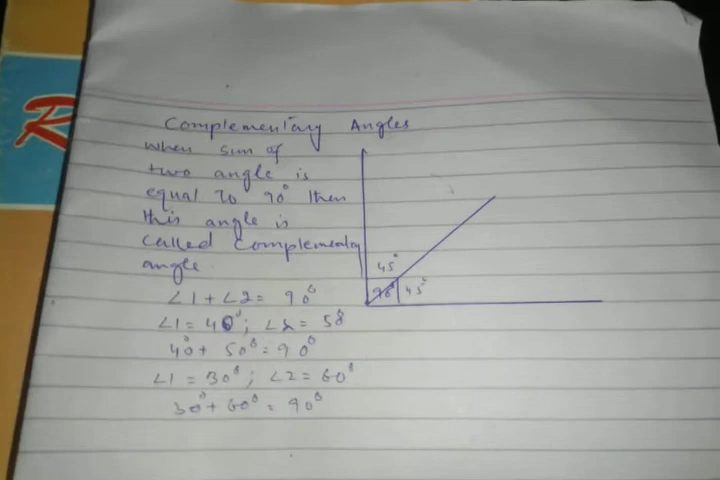 Complementary Angles
when sum of
two angle is
equal to 90° then
this angle is
called complementary
angle
∠1 + ∠2 = 90°
∠1 = 40° ; ∠2 = 50
40° + 50° = 90°
∠1 = 30° ; ∠2 = 60°
30° + 60° = 90°
45°
90° 45°
R